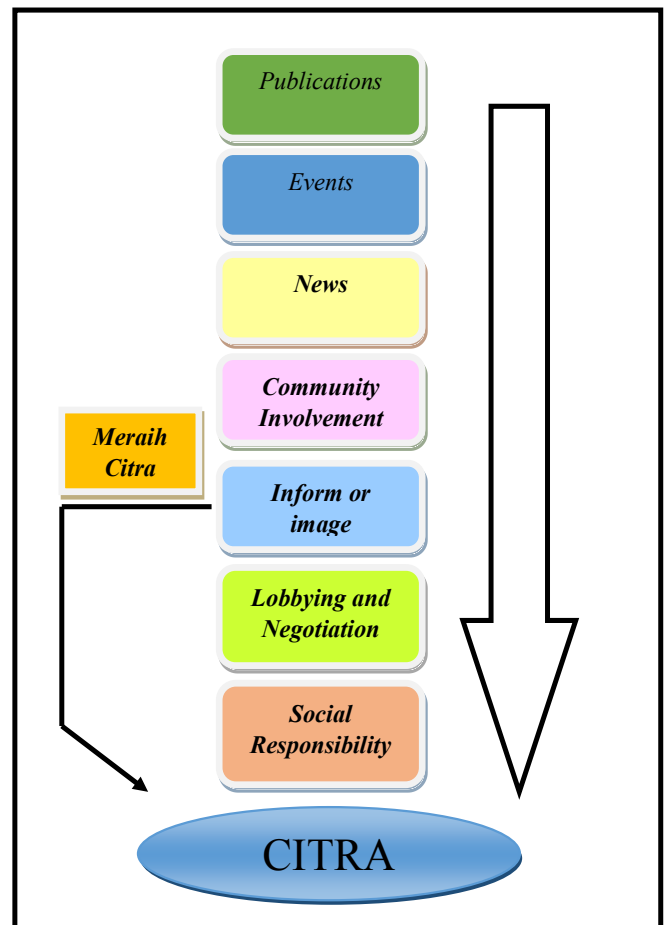 Publications
Events
News
Community
Involvement
Meraih
Citra
Inform or
image
Lobbying and
Negotiation
Social
Responsibility
CITRA